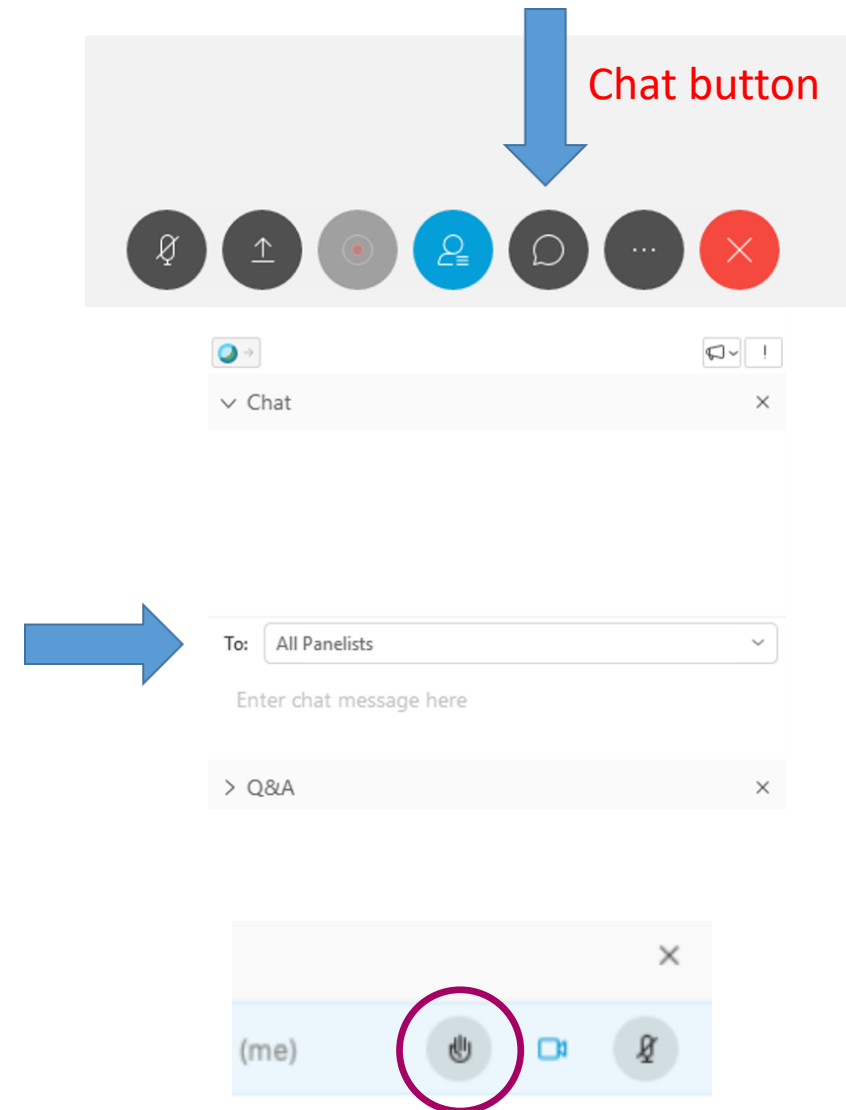 Chat button
Chat
To: All Panelists
Enter chat message here
Q&A
(me)